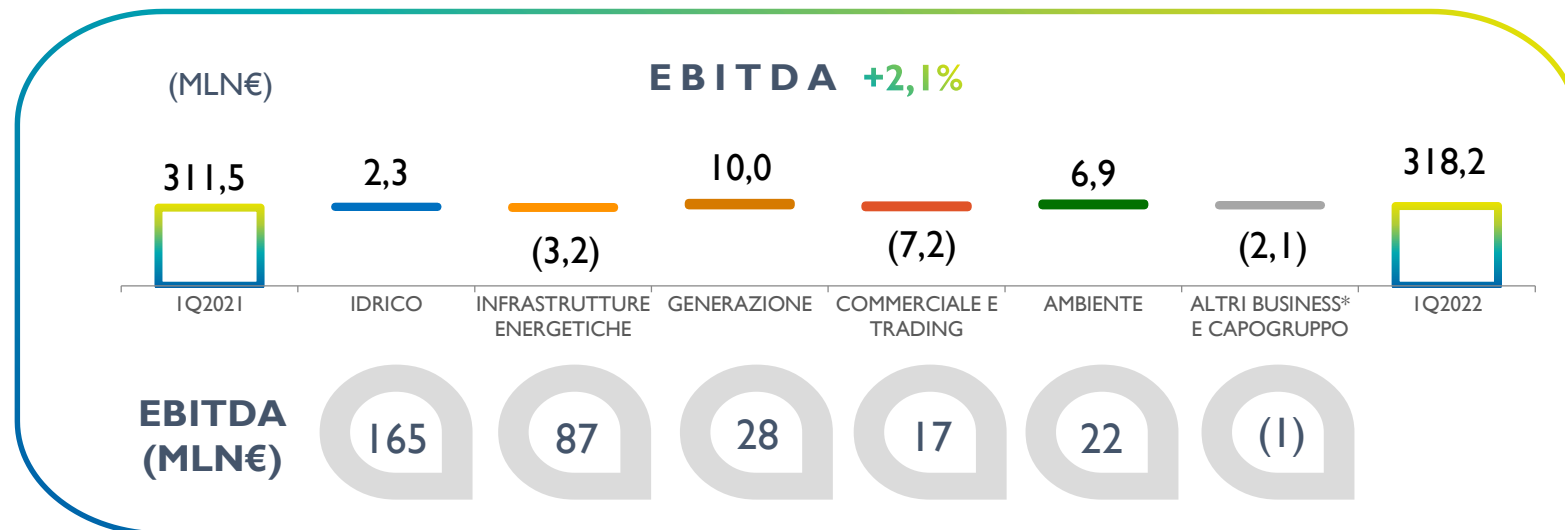 (MLN€)
EBITDA +2,1%
311,5
2,3
(3,2)
10,0
(7,2)
6,9
(2,1)
318,2
1Q2021
IDRICO
INFRASTRUTTURE
ENERGETICHE
GENERAZIONE
COMMERCIALE E
TRADING
AMBIENTE
ALTRI BUSINESS*
E CAPOGRUPPO
1Q2022
EBITDA
(MLN€)
165
87
28
17
22
(1)